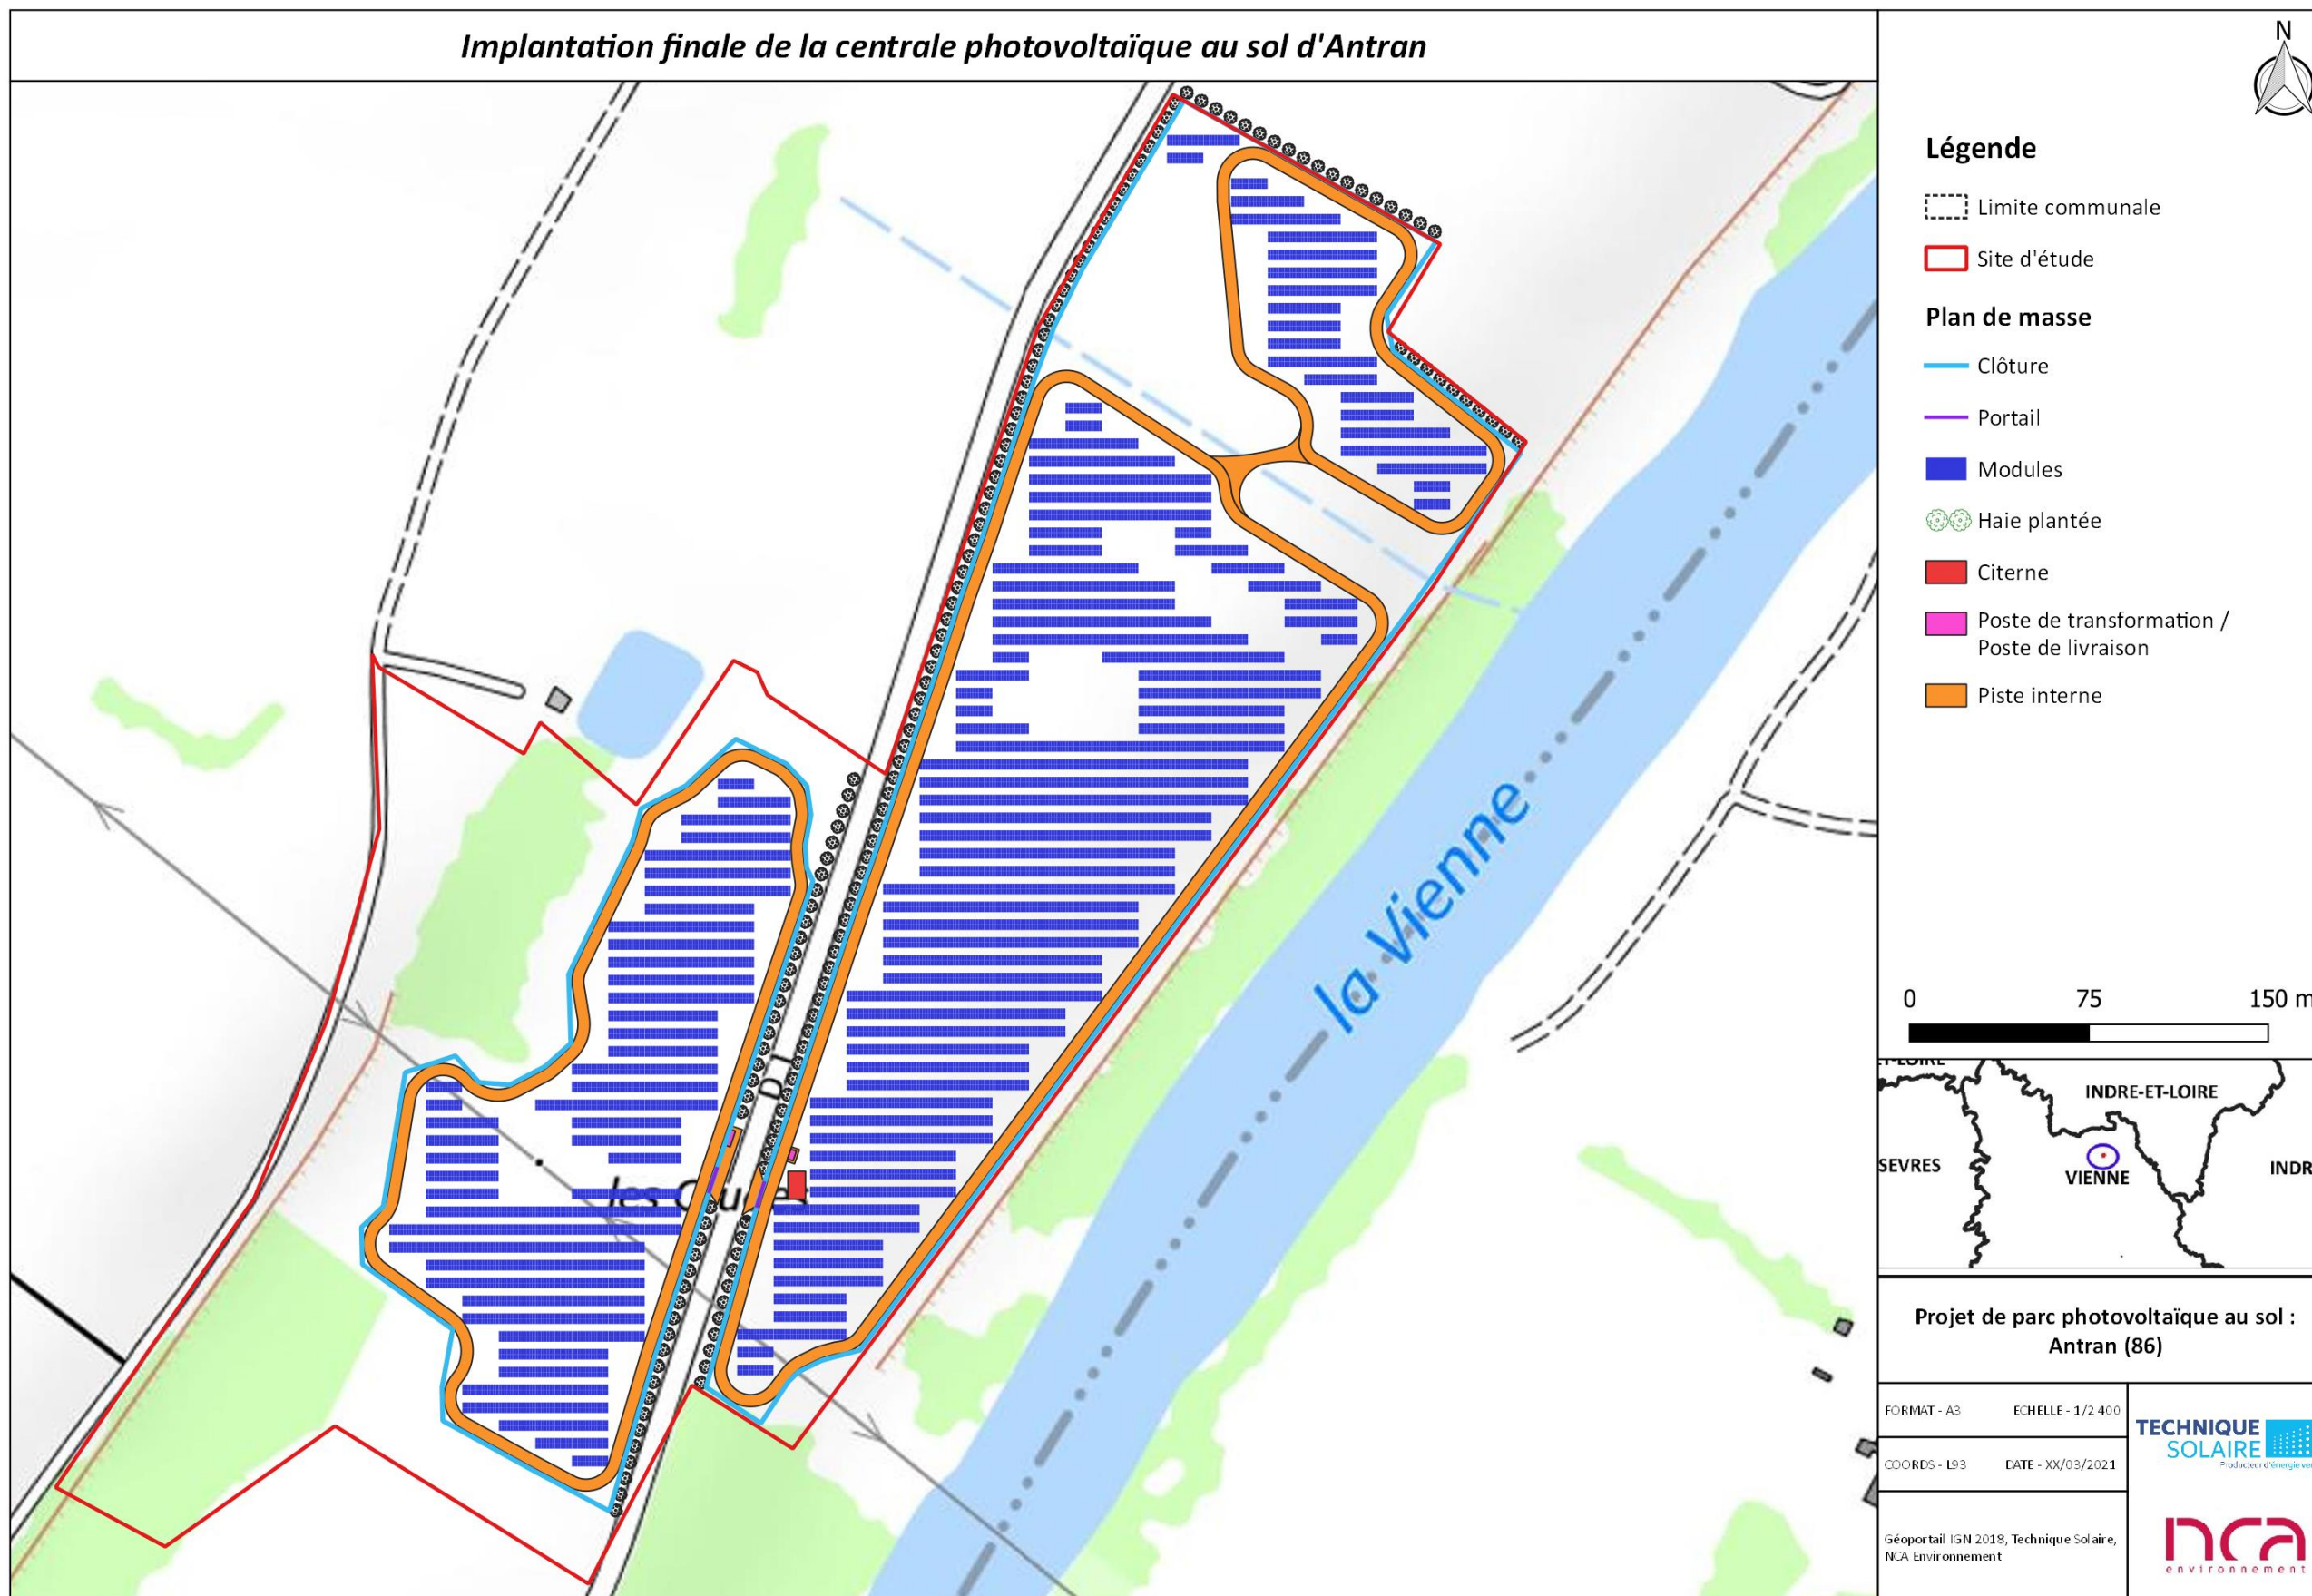 Implantation finale de la centrale photovoltaïque au sol d'Antran
N
Légende
Limite communale
Site d'étude
Plan de masse
Clôture
Portail
Modules
Haie plantée
Citerne
Poste de transformation /
Poste de livraison
Piste interne
la Vienne
0 75 150 m
INDRE-ET-LOIRE
SEVRES
VIENNE
INDR
Projet de parc photovoltaïque au sol :
Antran (86)
FORMAT - A3 ECHELLE - 1/2 400
COORDS - L93 DATE - XX/03/2021
Géoportail IGN 2018, Technique Solaire,
NCA Environnement
TECHNIQUE
SOLAIRE
Producteur d'énergie ver
nca
environnement